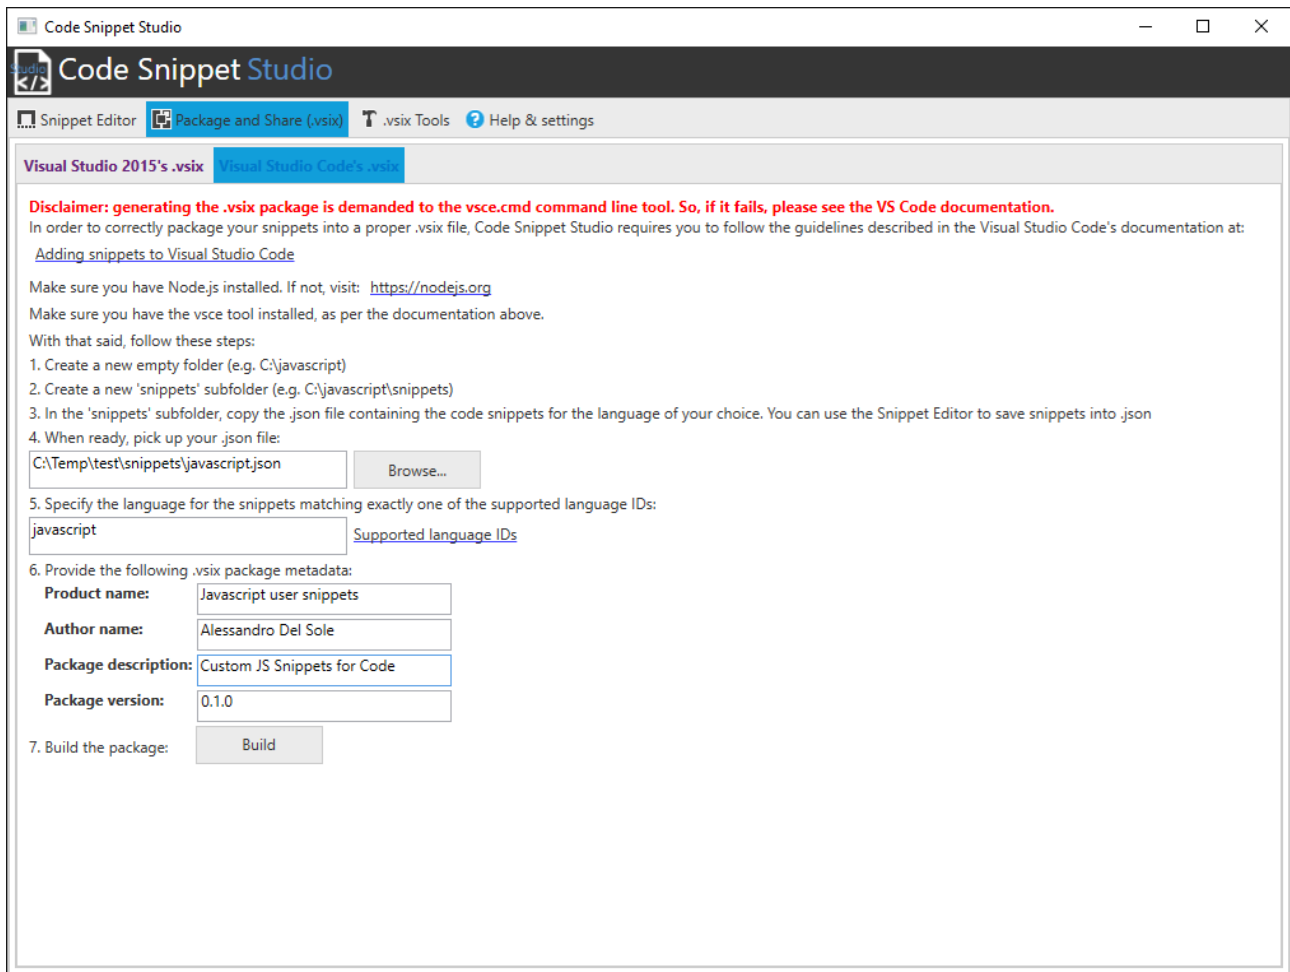 Code Snippet Studio
Studio
</>
Code Snippet Studio
Snippet Editor Package and Share (.vsix) .vsix Tools ? Help & settings
Visual Studio 2015's .vsix Visual Studio Code's .vsix
Disclaimer: generating the .vsix package is demanded to the vsce.cmd command line tool. So, if it fails, please see the VS Code documentation.
In order to correctly package your snippets into a proper .vsix file, Code Snippet Studio requires you to follow the guidelines described in the Visual Studio Code's documentation at:
Adding snippets to Visual Studio Code
Make sure you have Node.js installed. If not, visit: https://nodejs.org
Make sure you have the vsce tool installed, as per the documentation above.
With that said, follow these steps:
1. Create a new empty folder (e.g. C:\javascript)
2. Create a new 'snippets' subfolder (e.g. C:\javascript\snippets)
3. In the 'snippets' subfolder, copy the .json file containing the code snippets for the language of your choice. You can use the Snippet Editor to save snippets into .json
4. When ready, pick up your .json file:
C:\Temp\test\snippets\javascript.json Browse...
5. Specify the language for the snippets matching exactly one of the supported language IDs:
javascript Supported language IDs
6. Provide the following .vsix package metadata:
Product name: Javascript user snippets
Author name: Alessandro Del Sole
Package description: Custom JS Snippets for Code
Package version: 0.1.0
7. Build the package: Build